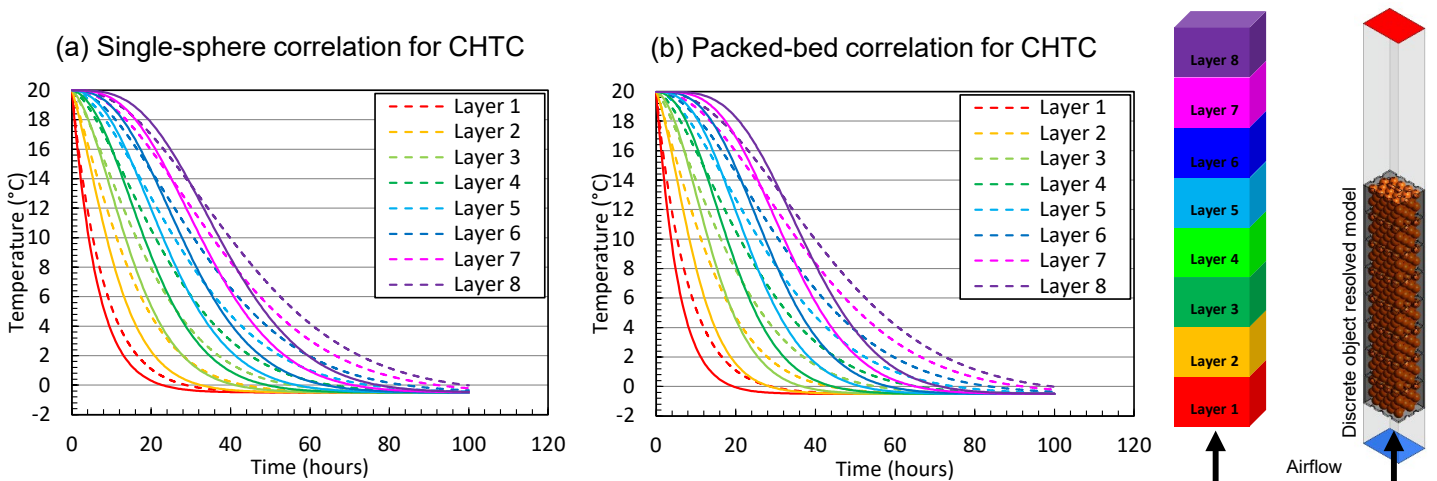 (a) Single-sphere correlation for CHTC
Temperature (°C)
20
18
16
14
12
10
8
6
4
2
0
-2
0
20
40
60
80
100
120
Time (hours)
Layer 1
Layer 2
Layer 3
Layer 4
Layer 5
Layer 6
Layer 7
Layer 8
(b) Packed-bed correlation for CHTC
Temperature (°C)
20
18
16
14
12
10
8
6
4
2
0
-2
0
20
40
60
80
100
120
Time (hours)
Layer 1
Layer 2
Layer 3
Layer 4
Layer 5
Layer 6
Layer 7
Layer 8
Layer 8
Layer 7
Layer 6
Layer 5
Layer 4
Layer 3
Layer 2
Layer 1
Airflow
Discrete object resolved model